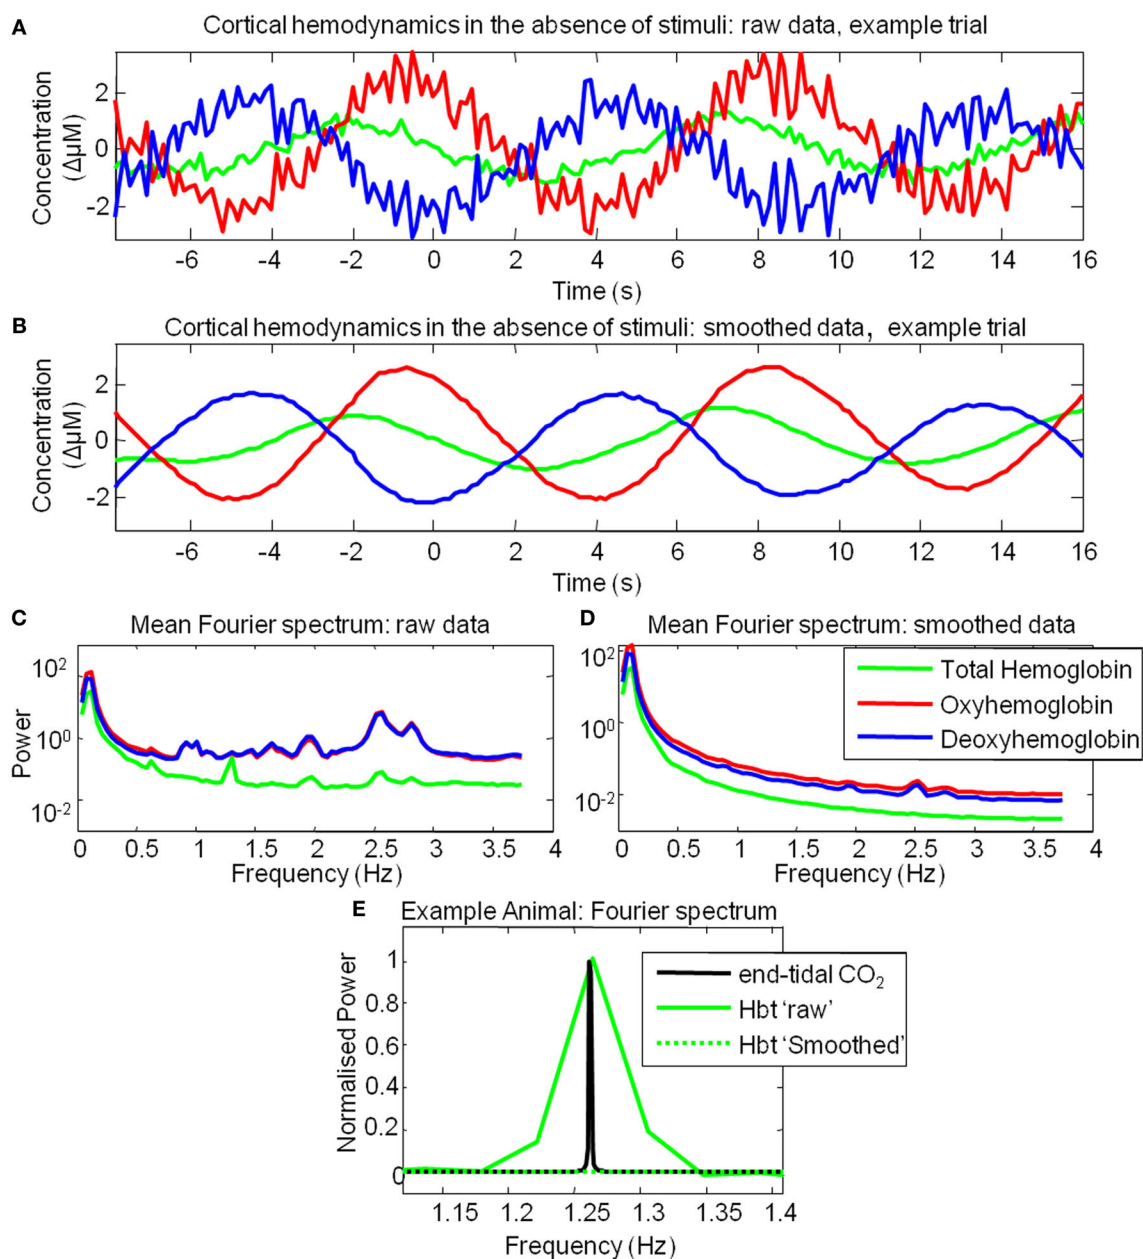 A
Cortical hemodynamics in the absence of stimuli: raw data, example trial
Concentration
(ΔµM)
2
0
-2
-6 -4 -2 0 2 4 6 8 10 12 14 16
Time (s)
B
Cortical hemodynamics in the absence of stimuli: smoothed data, example trial
Concentration
(ΔµM)
2
0
-2
-6 -4 -2 0 2 4 6 8 10 12 14 16
Time (s)
C
Mean Fourier spectrum: raw data
Power
10²
10⁰
10⁻²
0 0.5 1 1.5 2 2.5 3 3.5 4
Frequency (Hz)
D
Mean Fourier spectrum: smoothed data
10²
10⁰
10⁻²
0 0.5 1 1.5 2 2.5 3 3.5 4
Frequency (Hz)
Total Hemoglobin
Oxyhemoglobin
Deoxyhemoglobin
E
Example Animal: Fourier spectrum
Normalised Power
1
0.8
0.6
0.4
0.2
0
1.15 1.2 1.25 1.3 1.35 1.4
Frequency (Hz)
end-tidal CO₂
Hbt 'raw'
Hbt 'Smoothed'